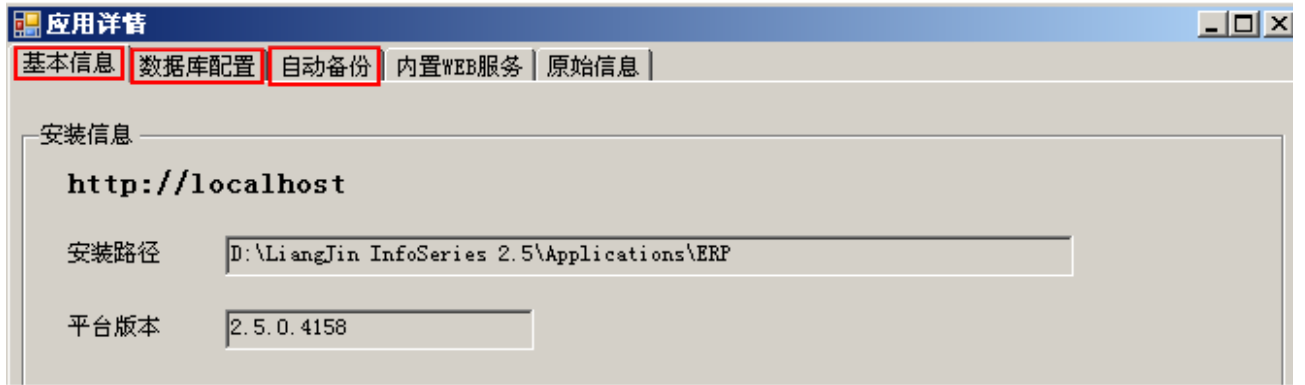 应用详情
基本信息 数据库配置 自动备份 内置WEB服务 原始信息
安装信息
http://localhost
安装路径 D:\LiangJin InfoSeries 2.5\Applications\ERP
平台版本 2.5.0.4158